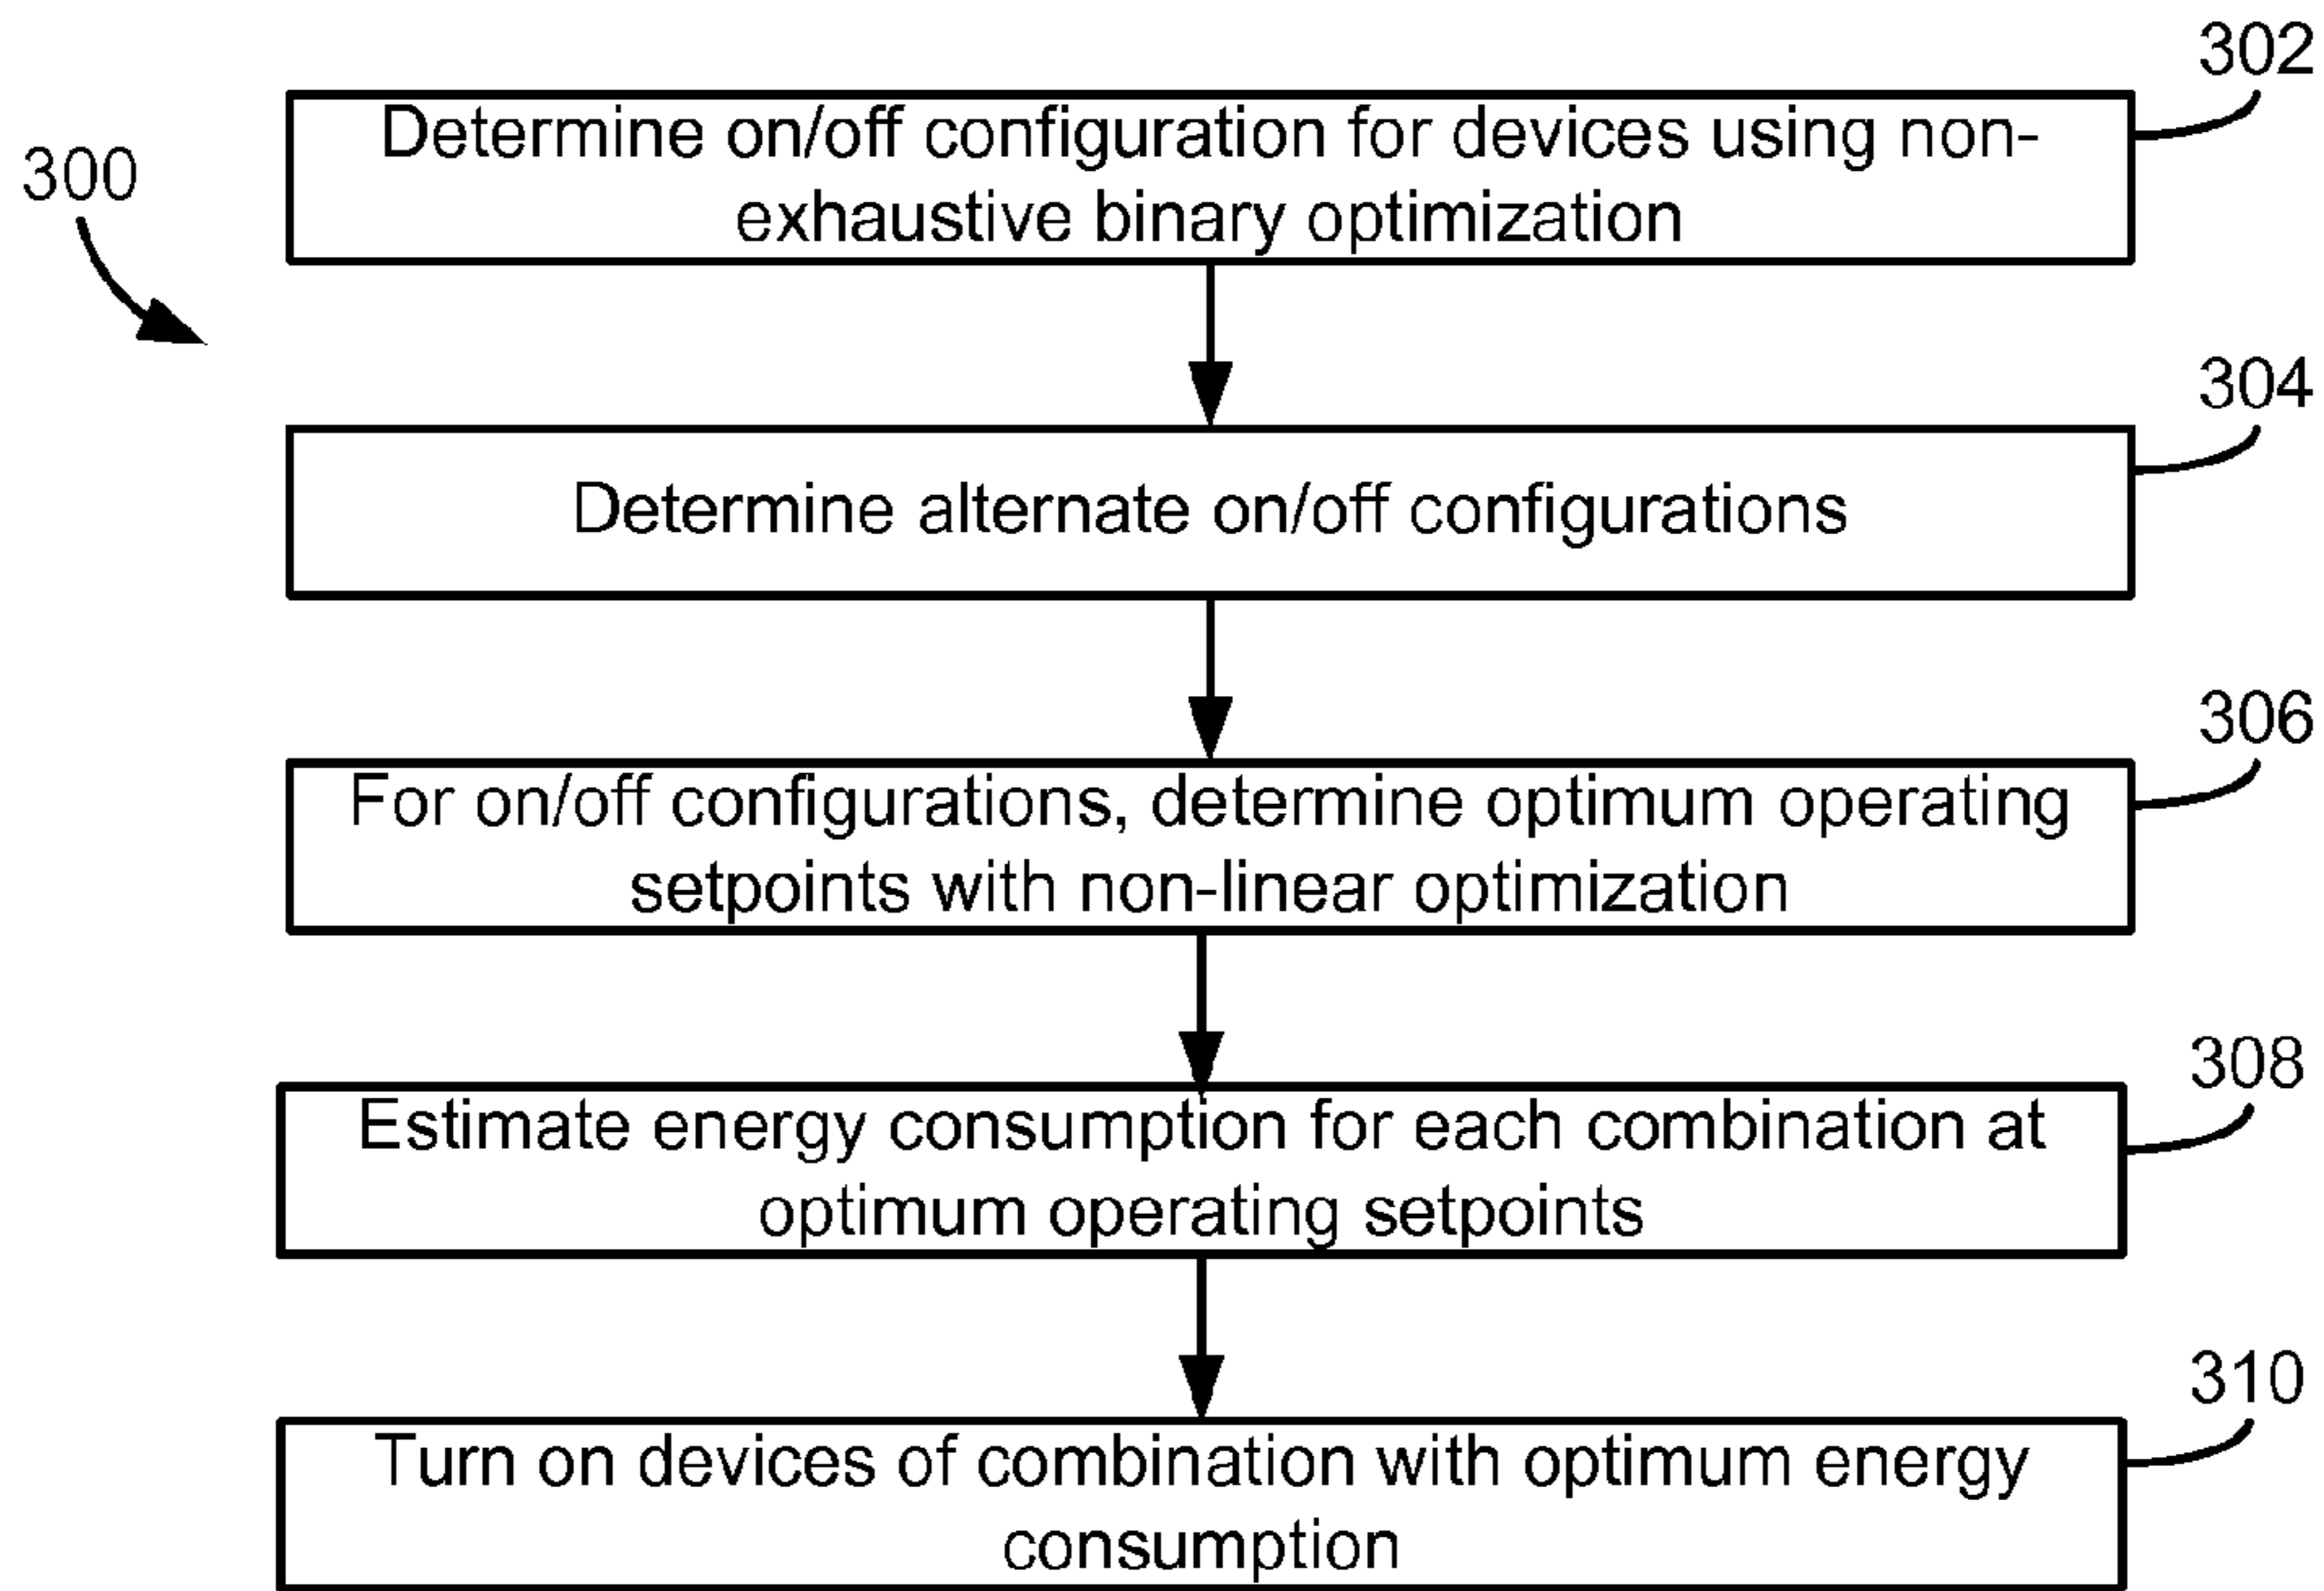 302
Determine on/off configuration for devices using non-
exhaustive binary optimization
300
304
Determine alternate on/off configurations
306
For on/off configurations, determine optimum operating
setpoints with non-linear optimization
308
Estimate energy consumption for each combination at
optimum operating setpoints
310
Turn on devices of combination with optimum energy
consumption